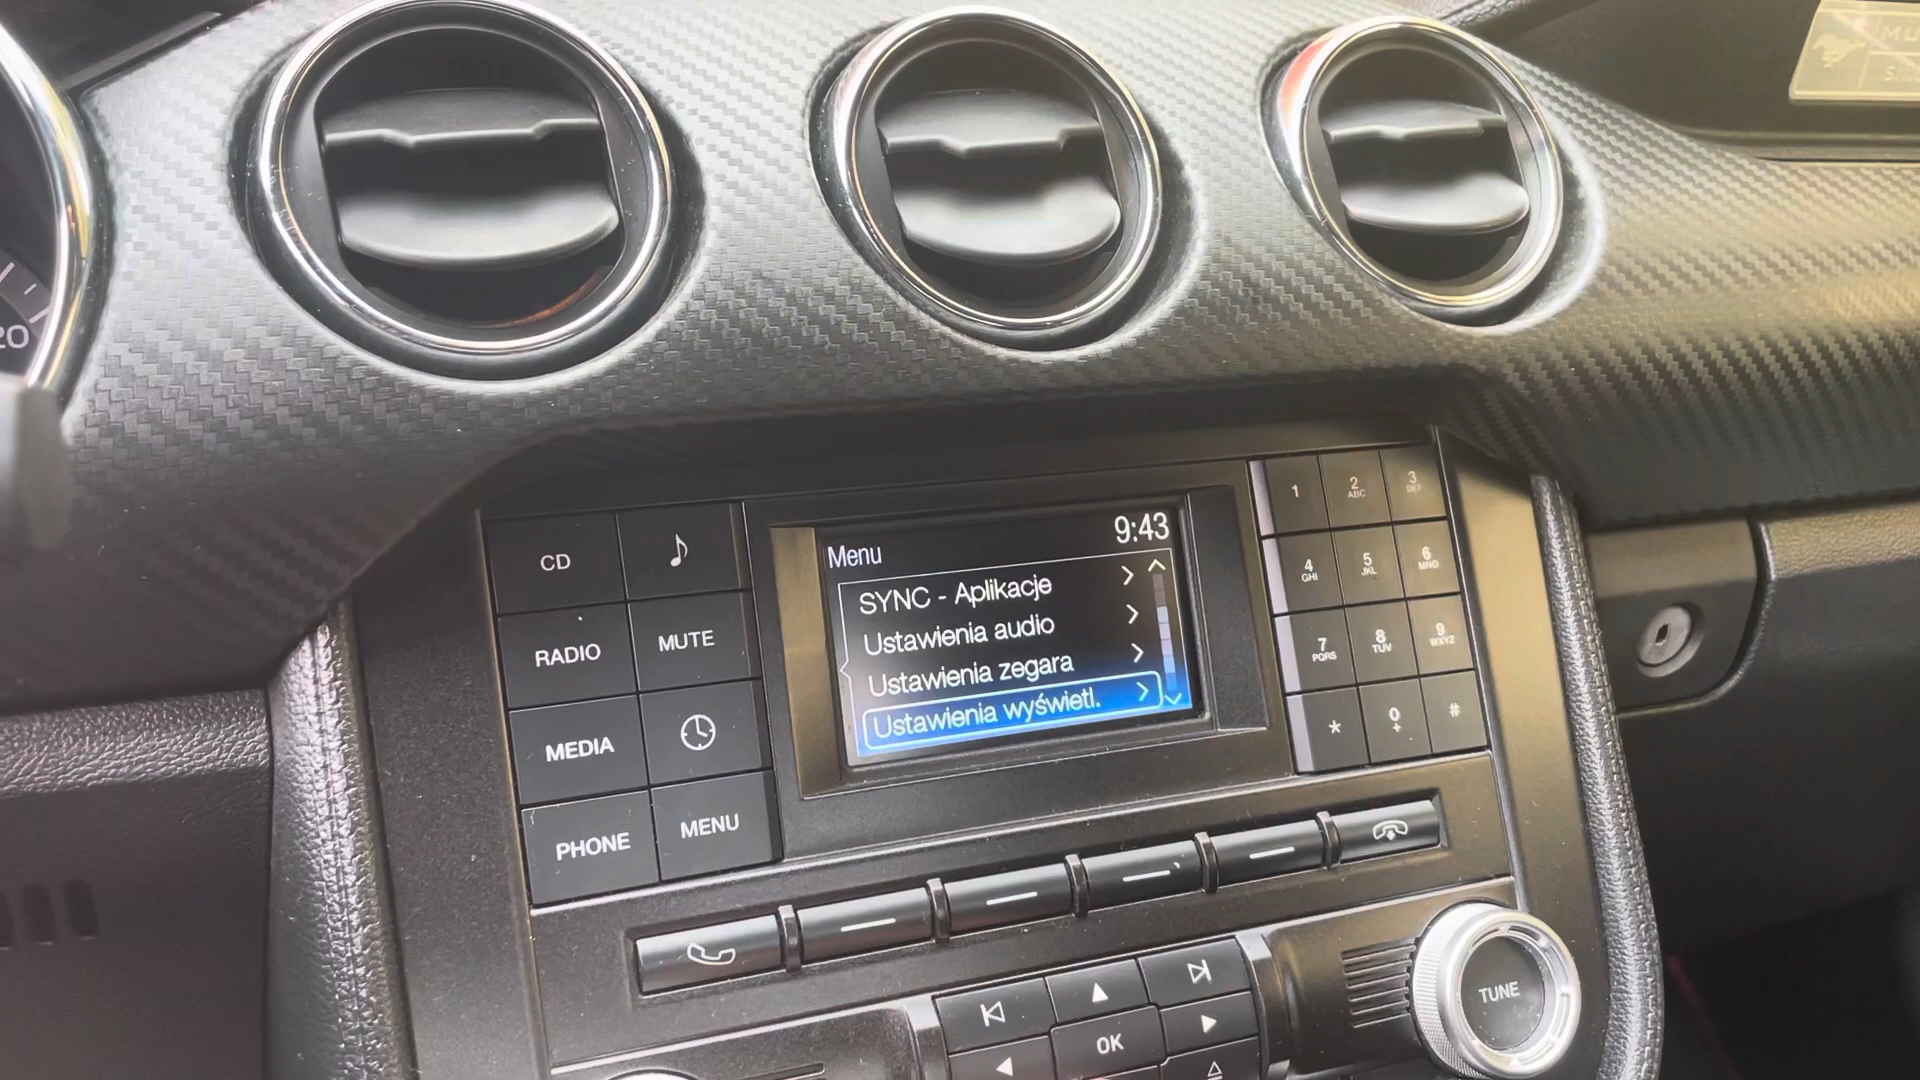 20
9:43
Menu
SYNC - Aplikacje
Ustawienia audio
Ustawienia zegara
Ustawienia wyświetl.
CD
RADIO
MUTE
MEDIA
PHONE
MENU
1
2
ABC
3
DEF
4
GHI
5
JKL
6
MNO
7
PQRS
8
TUV
9
WXYZ
*
0
+
#
OK
TUNE